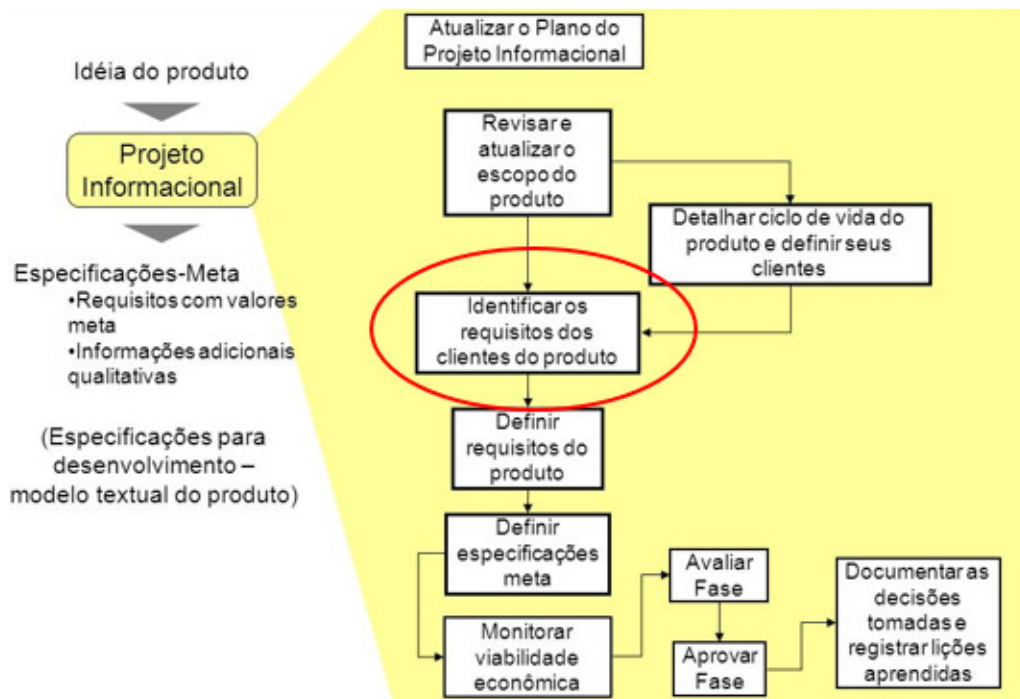 Idéia do produto
Projeto
Informacional
Especificações-Meta
•Requisitos com valores
meta
•Informações adicionais
qualitativas
(Especificações para
desenvolvimento –
modelo textual do produto)
Atualizar o Plano do
Projeto Informacional
Revisar e
atualizar o
escopo do
produto
Detalhar ciclo de vida do
produto e definir seus
clientes
Identificar os
requisitos dos
clientes do produto
Definir
requisitos do
produto
Definir
especificações
meta
Monitorar
viabilidade
econômica
Avaliar
Fase
Aprovar
Fase
Documentar as
decisões
tomadas e
registrar lições
aprendidas